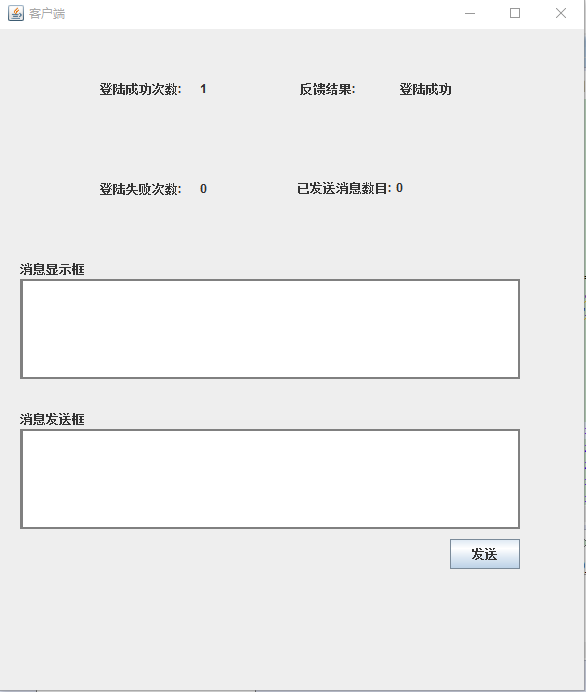 客户端
登陆成功次数: 1 反馈结果: 登陆成功
登陆失败次数: 0 已发送消息数目: 0
消息显示框
消息发送框
发送